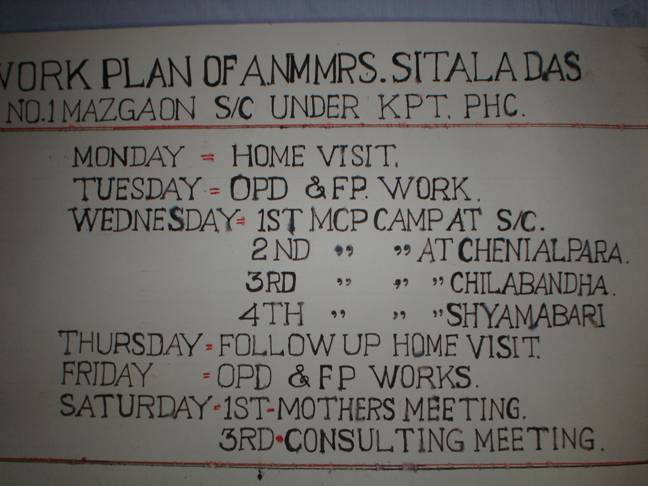 WORK PLAN OF A.N.M MRS. SITALA DAS
NO.1 MAZGAON S/C UNDER KPT. PHC.
MONDAY = HOME VISIT.
TUESDAY = OPD & FP. WORK.
WEDNESDAY = 1ST MCP CAMP AT S/C.
2ND ,, ,, AT CHENIALPARA.
3RD ,, ,, ,, CHILABANDHA.
4TH ,, ,, ,, SHYAMABARI
THURSDAY = FOLLOW UP HOME VISIT.
FRIDAY = OPD & FP WORKS.
SATURDAY - 1ST - MOTHERS MEETING.
3RD - CONSULTING MEETING.